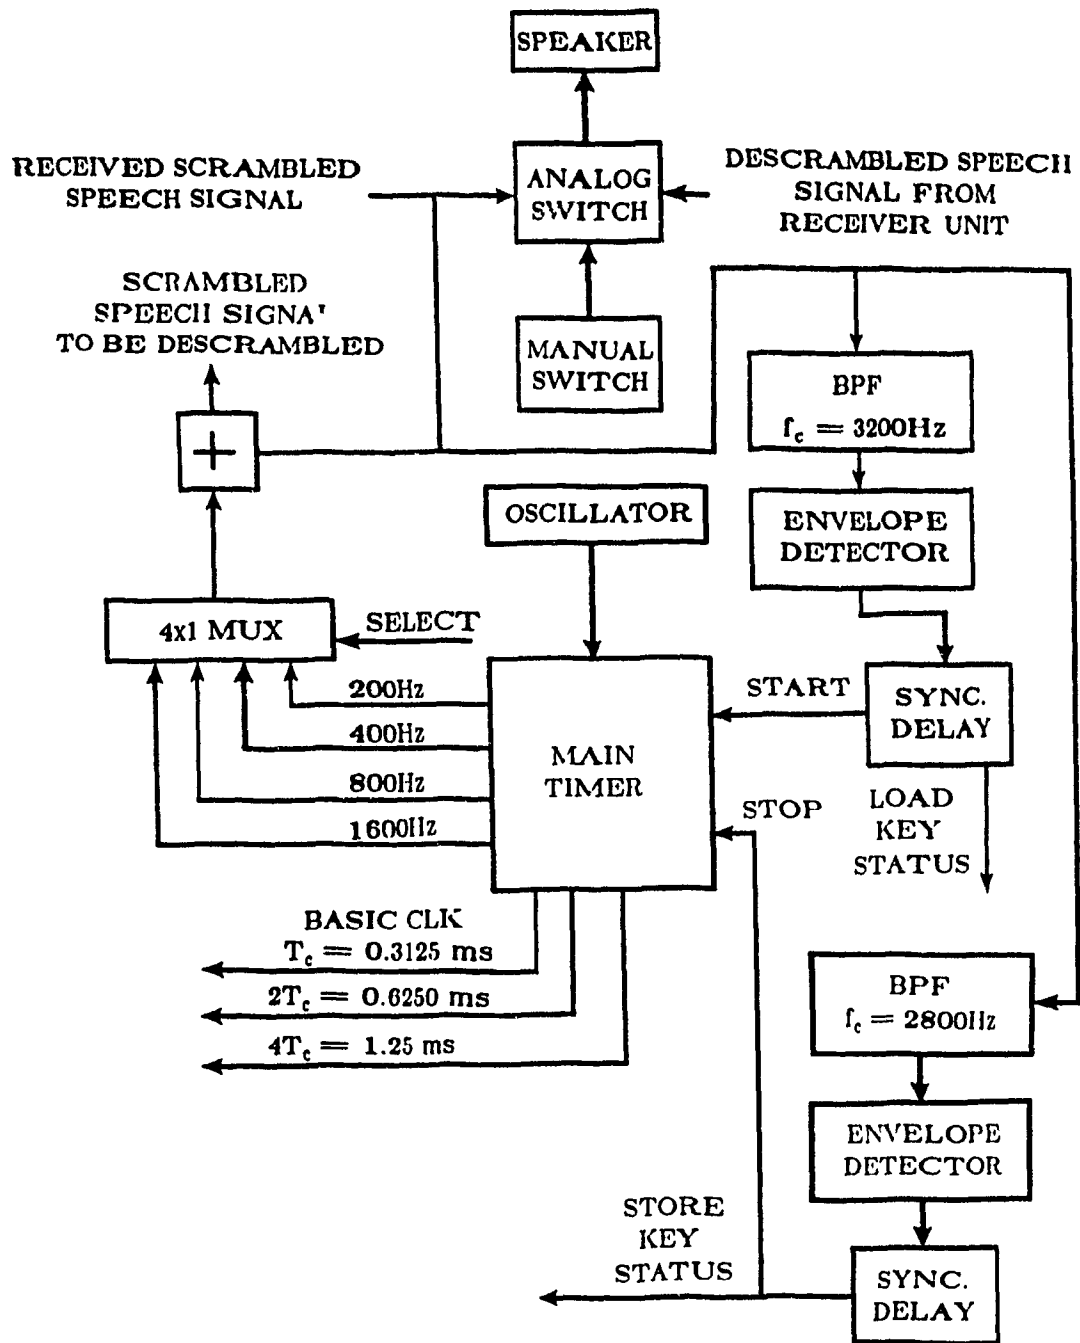 SPEAKER
RECEIVED SCRAMBLED
SPEECH SIGNAL
ANALOG
SWITCH
DESCRAMBLED SPEECH
SIGNAL FROM
RECEIVER UNIT
SCRAMBLED
SPEECH SIGNA'
TO BE DESCRAMBLED
MANUAL
SWITCH
BPF
f_c = 3200Hz
+
OSCILLATOR
ENVELOPE
DETECTOR
4x1 MUX
SELECT
200Hz
400Hz
800Hz
1600Hz
MAIN
TIMER
START
SYNC.
DELAY
STOP
LOAD
KEY
STATUS
BASIC CLK
T_c = 0.3125 ms
2T_c = 0.6250 ms
4T_c = 1.25 ms
BPF
f_c = 2800Hz
ENVELOPE
DETECTOR
STORE
KEY
STATUS
SYNC.
DELAY